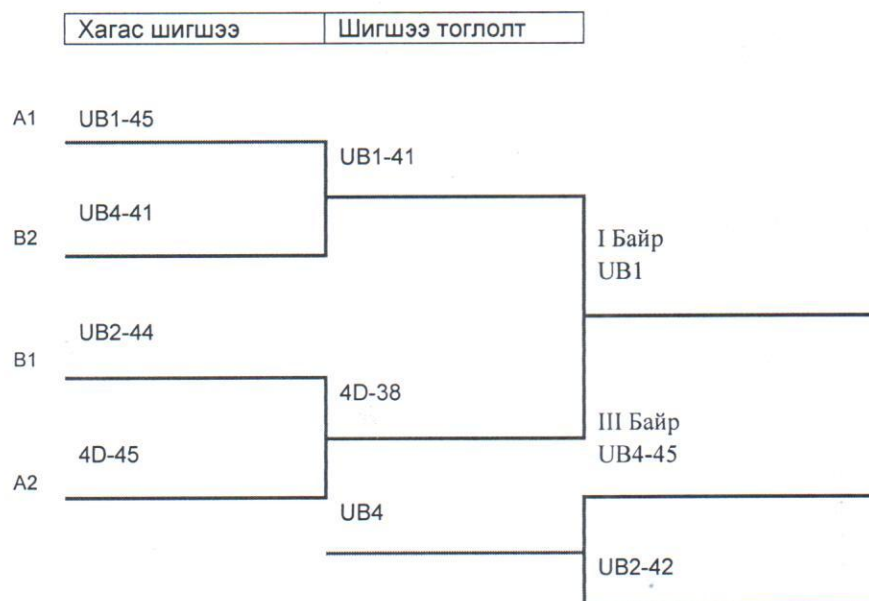 Хагас шигшээ
Шигшээ тоглолт
A1
UB1-45
UB1-41
UB4-41
B2
I Байр
UB1
UB2-44
B1
4D-38
III Байр
UB4-45
4D-45
A2
UB4
UB2-42